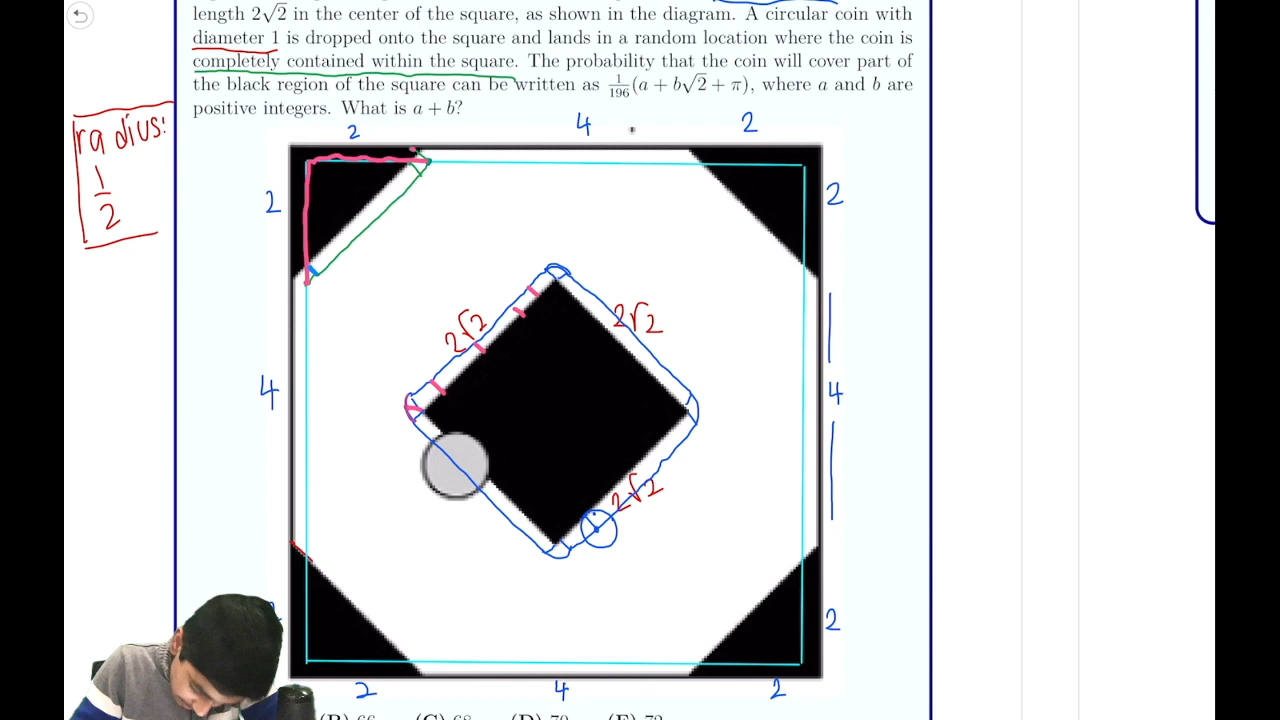 length 2√2 in the center of the square, as shown in the diagram. A circular coin with
diameter 1 is dropped onto the square and lands in a random location where the coin is
completely contained within the square. The probability that the coin will cover part of
the black region of the square can be written as 1/196(a + b√2 + π), where a and b are
positive integers. What is a + b?
radius:
1/2
2 4 2
2 2
2√2 2√2
4 4
2√2
2
2 4 2
(C) 68 (D) 70 (E) 72